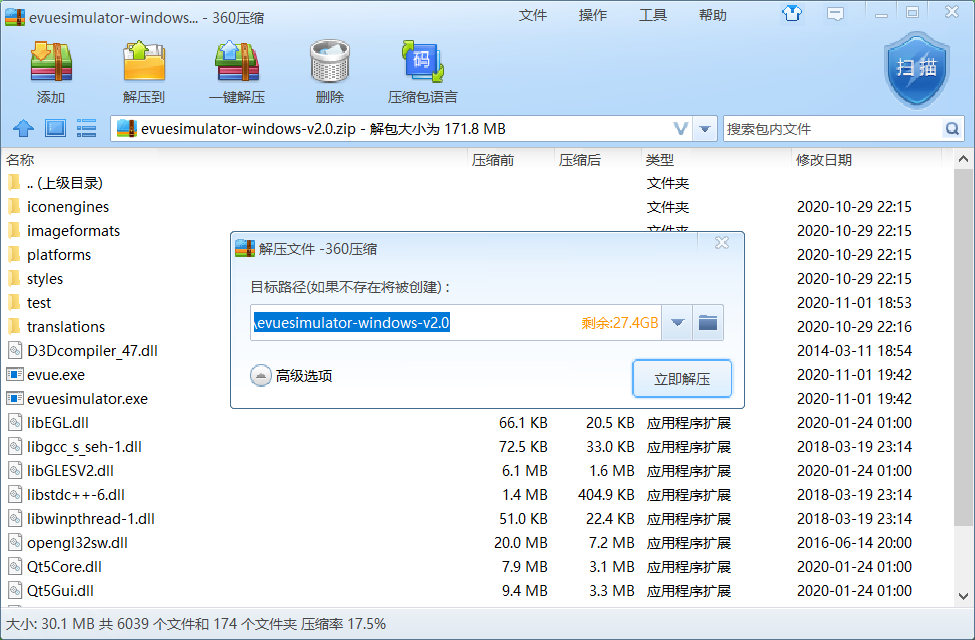 evuesimulator-windows... - 360压缩 文件 操作 工具 帮助
添加 解压到 一键解压 删除 压缩包语言 扫描
码
evuesimulator-windows-v2.0.zip - 解包大小为 171.8 MB 搜索包内文件
名称 压缩前 压缩后 类型 修改日期
.. (上级目录) 文件夹
iconengines 文件夹 2020-10-29 22:15
imageformats 文件夹 2020-10-29 22:15
platforms 2020-10-29 22:15
styles 2020-10-29 22:15
test 2020-11-01 18:53
translations 2020-10-29 22:16
D3Dcompiler_47.dll 2014-03-11 18:54
evue.exe 2020-11-01 19:42
evuesimulator.exe 2020-11-01 19:42
libEGL.dll 66.1 KB 20.5 KB 应用程序扩展 2020-01-24 01:00
libgcc_s_seh-1.dll 72.5 KB 33.0 KB 应用程序扩展 2018-03-19 23:14
libGLESV2.dll 6.1 MB 1.6 MB 应用程序扩展 2020-01-24 01:00
libstdc++-6.dll 1.4 MB 404.9 KB 应用程序扩展 2018-03-19 23:14
libwinpthread-1.dll 51.0 KB 22.4 KB 应用程序扩展 2018-03-19 23:14
opengl32sw.dll 20.0 MB 7.2 MB 应用程序扩展 2016-06-14 20:00
Qt5Core.dll 7.9 MB 3.1 MB 应用程序扩展 2020-01-24 01:00
Qt5Gui.dll 9.4 MB 3.3 MB 应用程序扩展 2020-01-24 01:00
大小: 30.1 MB 共 6039 个文件和 174 个文件夹 压缩率 17.5%
解压文件 -360压缩
目标路径(如果不存在将被创建)：
\evuesimulator-windows-v2.0 剩余:27.4GB
高级选项 立即解压